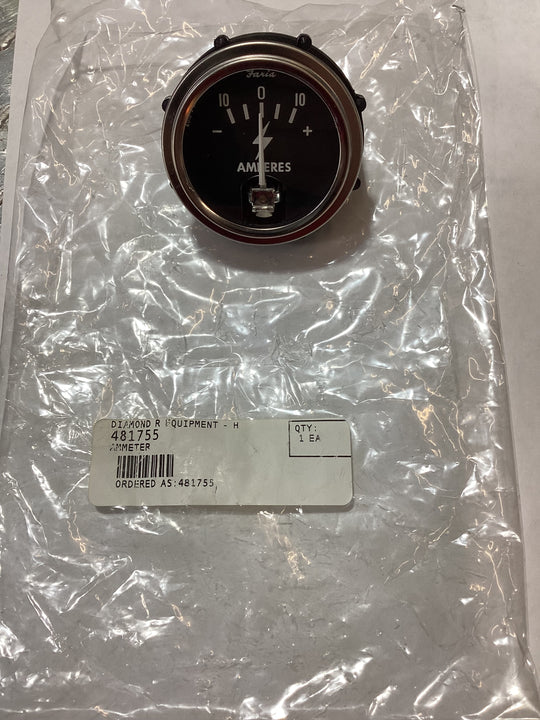 Faria
10 0 10
- +
AMPERES
DIAMOND R EQUIPMENT - H
481755
AMMETER
ORDERED AS:481755
QTY:
1 EA